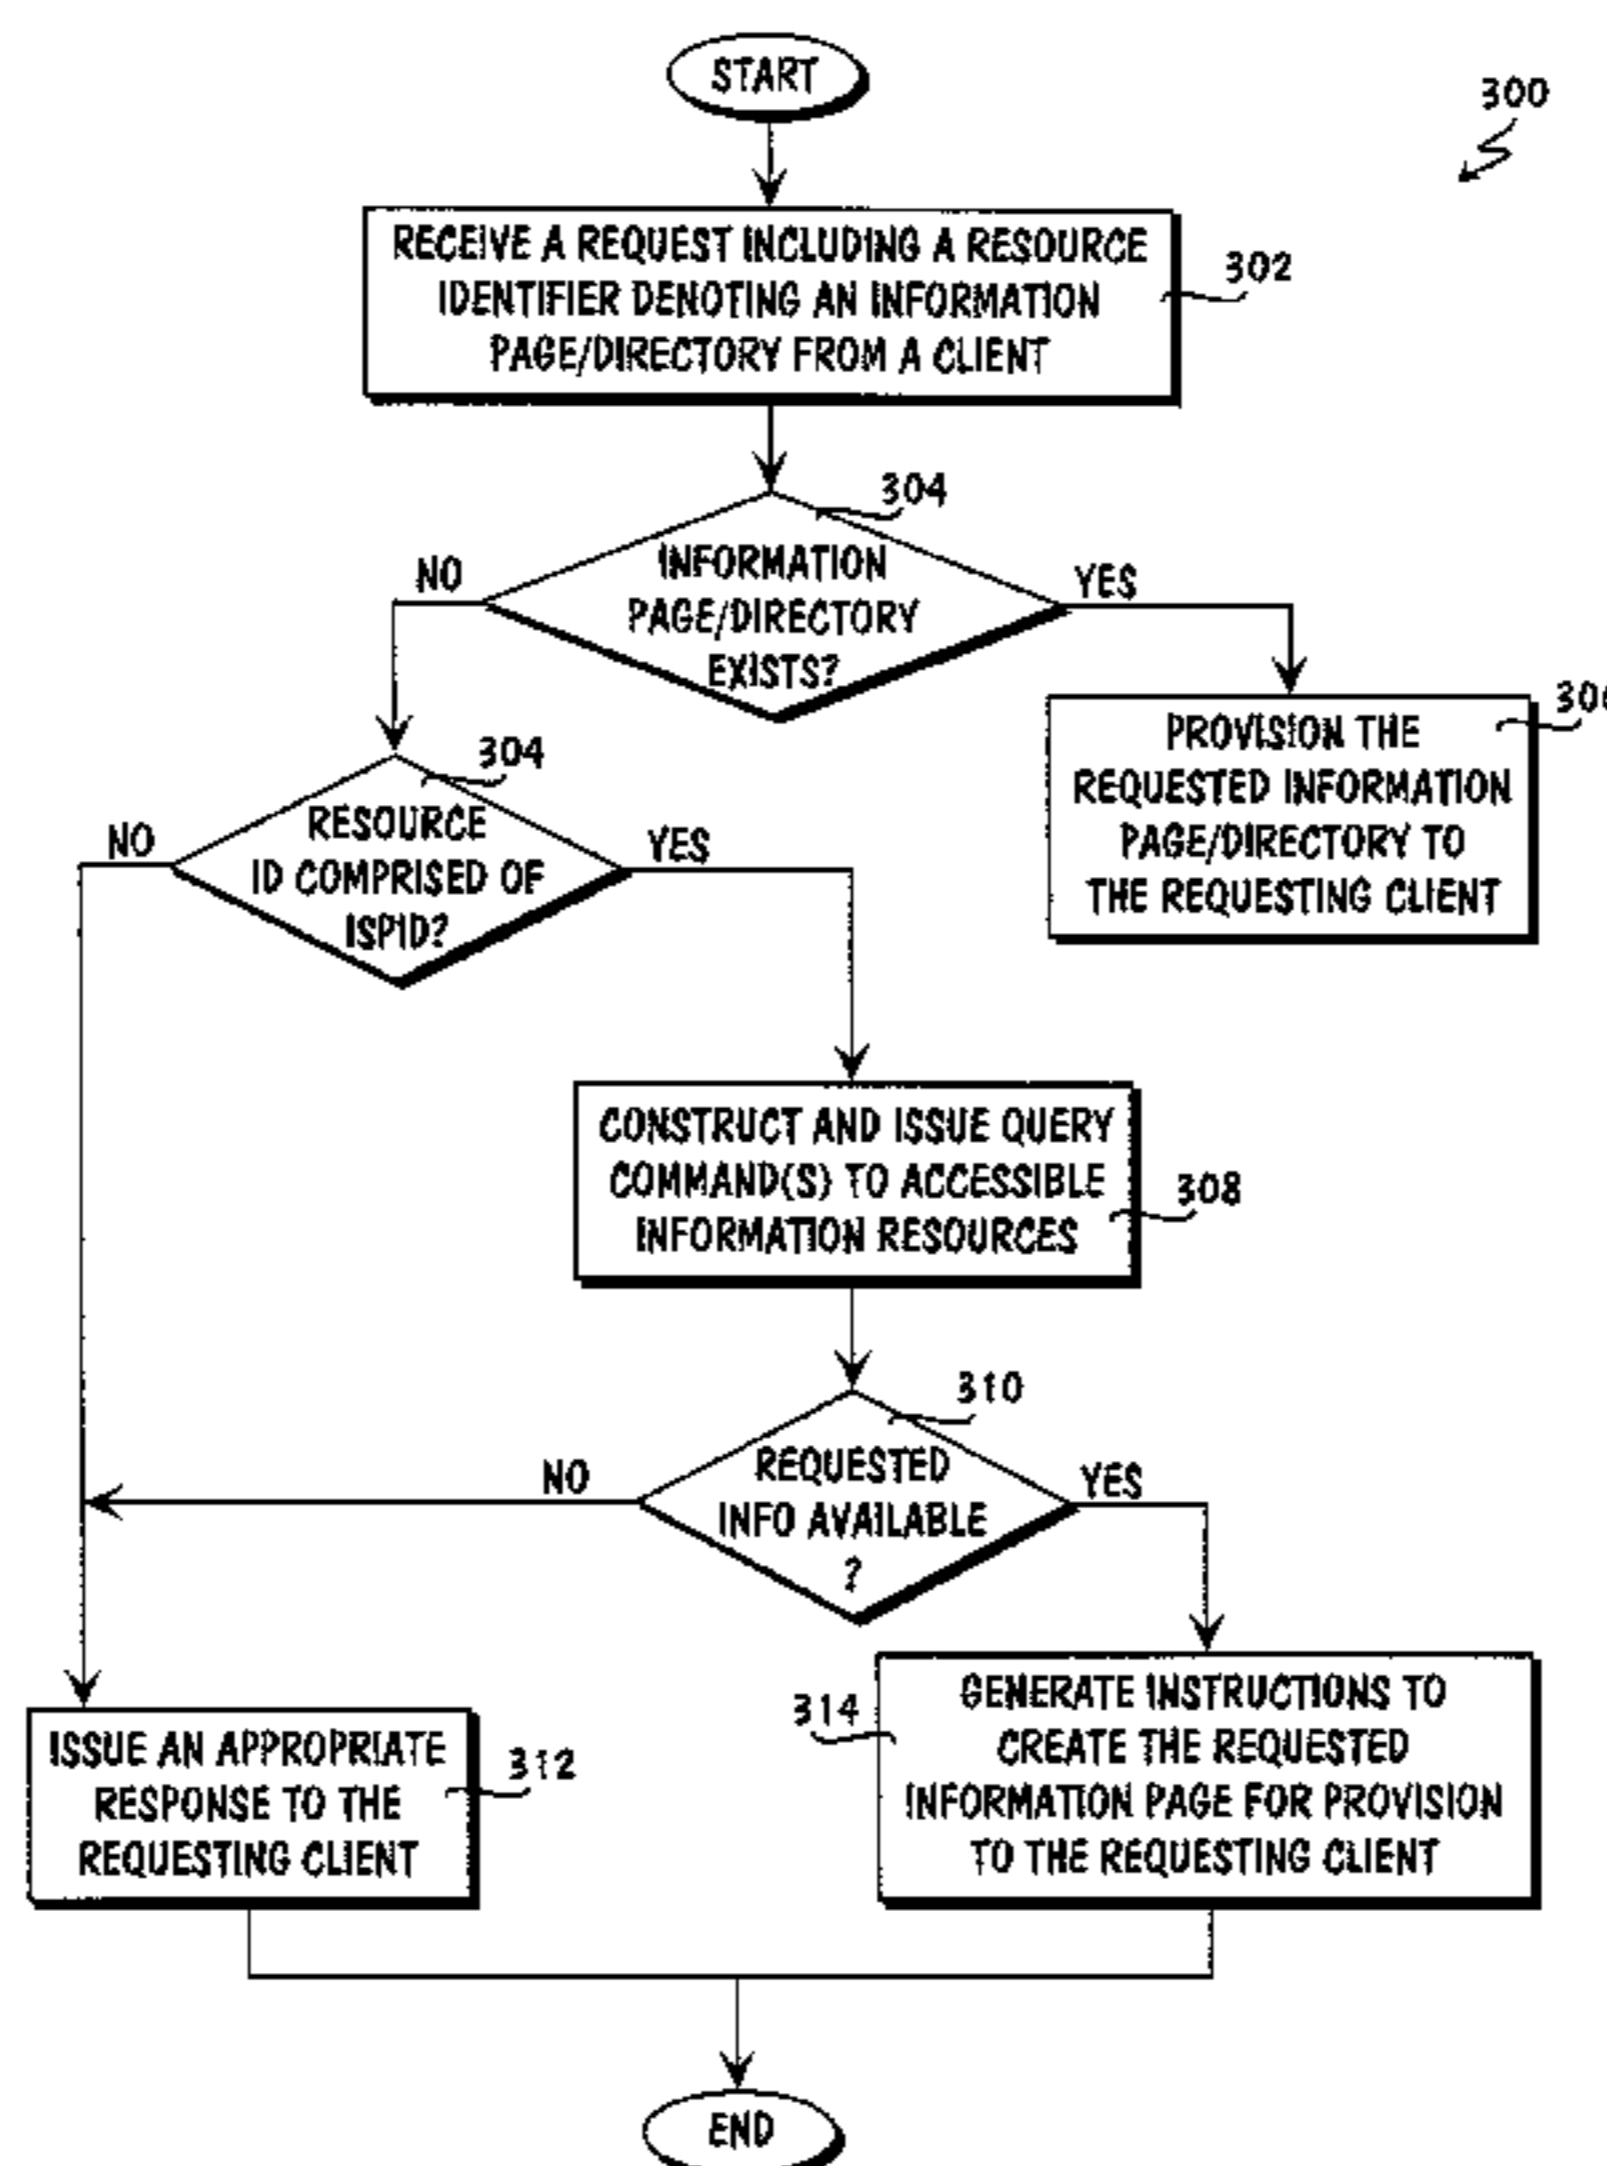 START
300
RECEIVE A REQUEST INCLUDING A RESOURCE
IDENTIFIER DENOTING AN INFORMATION
PAGE/DIRECTORY FROM A CLIENT
302
304
INFORMATION
PAGE/DIRECTORY
EXISTS?
NO
YES
PROVISION THE
REQUESTED INFORMATION
PAGE/DIRECTORY TO
THE REQUESTING CLIENT
304
RESOURCE
ID COMPRISED OF
ISPID?
NO
YES
CONSTRUCT AND ISSUE QUERY
COMMAND(S) TO ACCESSIBLE
INFORMATION RESOURCES
308
310
REQUESTED
INFO AVAILABLE
?
NO
YES
ISSUE AN APPROPRIATE
RESPONSE TO THE
REQUESTING CLIENT
312
314
GENERATE INSTRUCTIONS TO
CREATE THE REQUESTED
INFORMATION PAGE FOR PROVISION
TO THE REQUESTING CLIENT
END